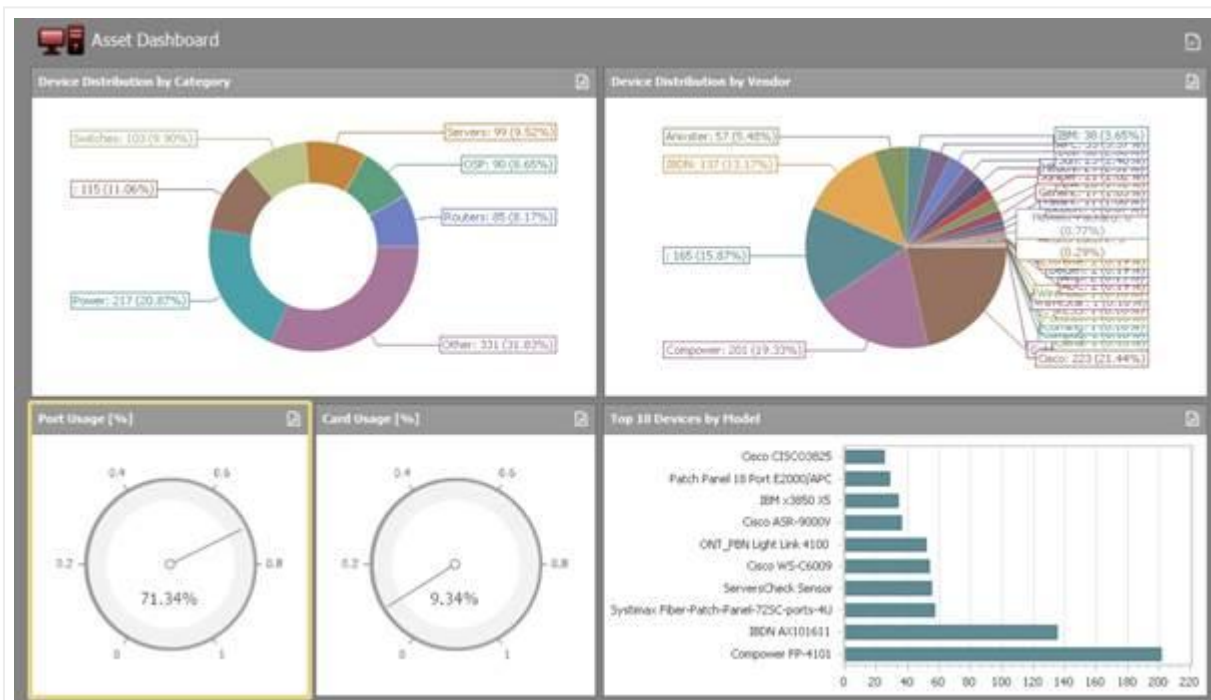 Asset Dashboard
Device Distribution by Category
Device Distribution by Vendor
Switches: 103 (9.90%)
Servers: 99 (9.52%)
OSP: 90 (8.65%)
: 115 (11.06%)
Routers: 85 (8.17%)
Power: 217 (20.87%)
Other: 331 (31.83%)
Anixter: 57 (5.48%)
IBM: 38 (3.65%)
IBDN: 137 (13.17%)
(0.77%)
: 165 (15.87%)
(0.29%)
Compower: 201 (19.33%)
Cisco: 223 (21.44%)
Port Usage [%]
0.4
0.6
0.2
0.8
71.34%
0
1
Card Usage [%]
0.4
0.6
0.2
0.8
9.34%
0
1
Top 10 Devices by Model
Cisco CISCO3825
Patch Panel 18 Port E2000/APC
IBM x3850 X5
Cisco ASR-9000V
ONT_PBN Light Link 4100
Cisco WS-C6009
ServersCheck Sensor
Systimax Fiber-Patch-Panel-72SC-ports-4U
IBDN AX101611
Compower PP-4101
0 20 40 60 80 100 120 140 160 180 200 220